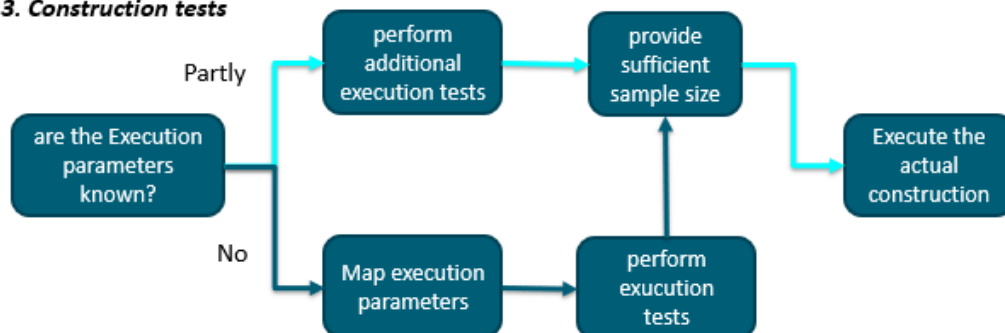 3. Construction tests
Partly
perform
additional
execution tests
provide
sufficient
sample size
are the Execution
parameters
known?
Execute the
actual
construction
No
Map execution
parameters
perform
exucution
tests